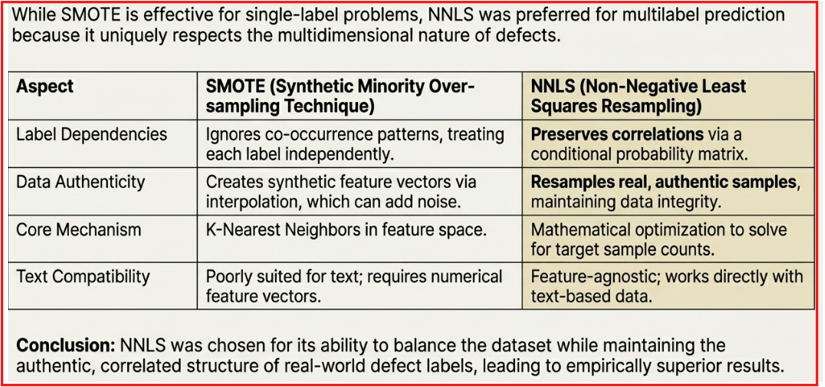 While SMOTE is effective for single-label problems, NNLS was preferred for multilabel prediction
because it uniquely respects the multidimensional nature of defects.
Aspect
SMOTE (Synthetic Minority Over-
sampling Technique)
NNLS (Non-Negative Least
Squares Resampling)
Label Dependencies
Ignores co-occurrence patterns, treating
each label independently.
Preserves correlations via a
conditional probability matrix.
Data Authenticity
Creates synthetic feature vectors via
interpolation, which can add noise.
Resamples real, authentic samples,
maintaining data integrity.
Core Mechanism
K-Nearest Neighbors in feature space.
Mathematical optimization to solve
for target sample counts.
Text Compatibility
Poorly suited for text; requires numerical
feature vectors.
Feature-agnostic; works directly with
text-based data.
Conclusion: NNLS was chosen for its ability to balance the dataset while maintaining the
authentic, correlated structure of real-world defect labels, leading to empirically superior results.